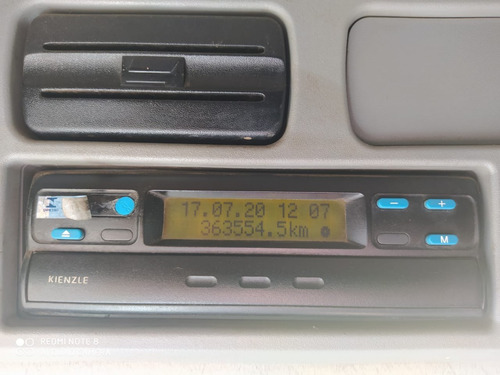 17.07.20 12 07
363554.5km
− +
M
KIENZLE
REDMI NOTE 8